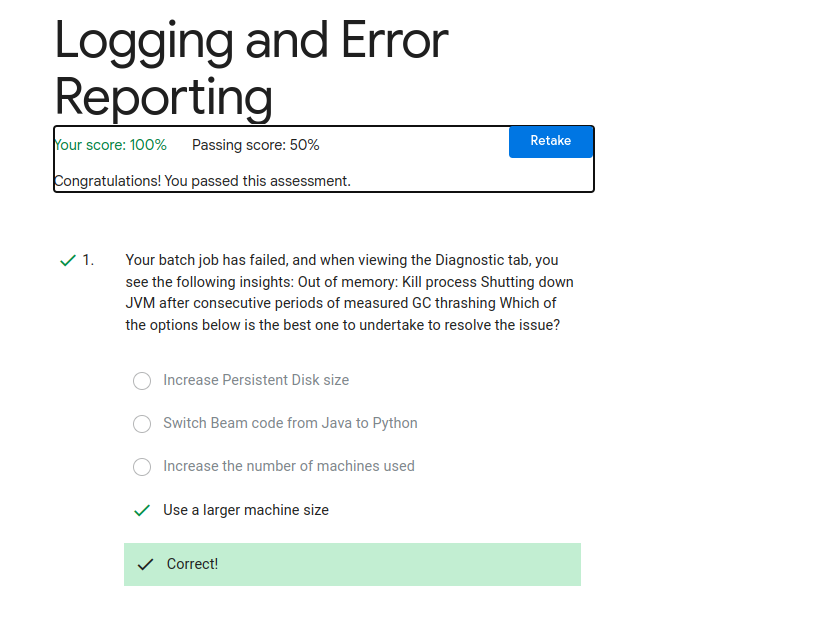 Logging and Error
Reporting
Your score: 100% Passing score: 50% Retake
Congratulations! You passed this assessment.
1. Your batch job has failed, and when viewing the Diagnostic tab, you
see the following insights: Out of memory: Kill process Shutting down
JVM after consecutive periods of measured GC thrashing Which of
the options below is the best one to undertake to resolve the issue?
Increase Persistent Disk size
Switch Beam code from Java to Python
Increase the number of machines used
Use a larger machine size
Correct!